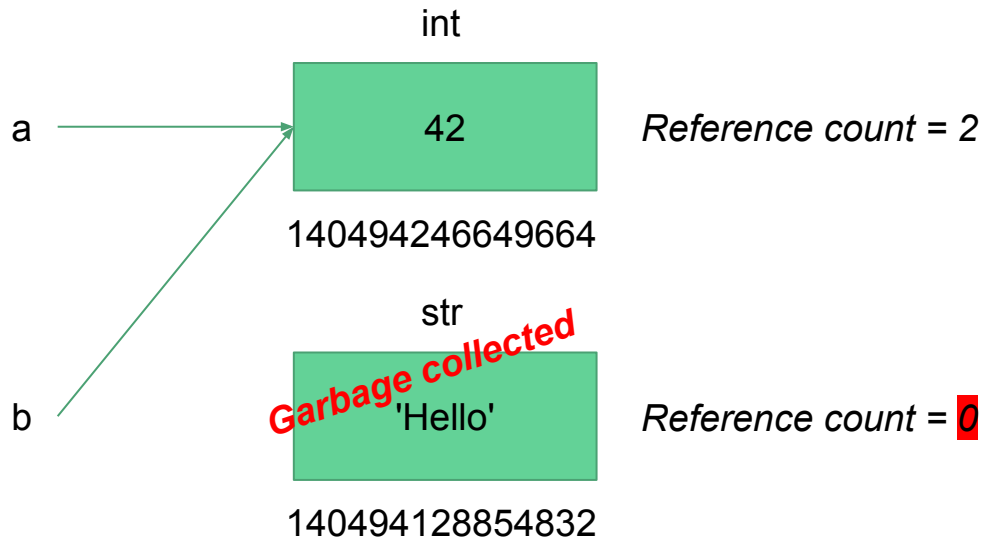 int
a
42
Reference count = 2
140494246649664
str
Garbage collected
b
'Hello'
Reference count = 0
140494128854832